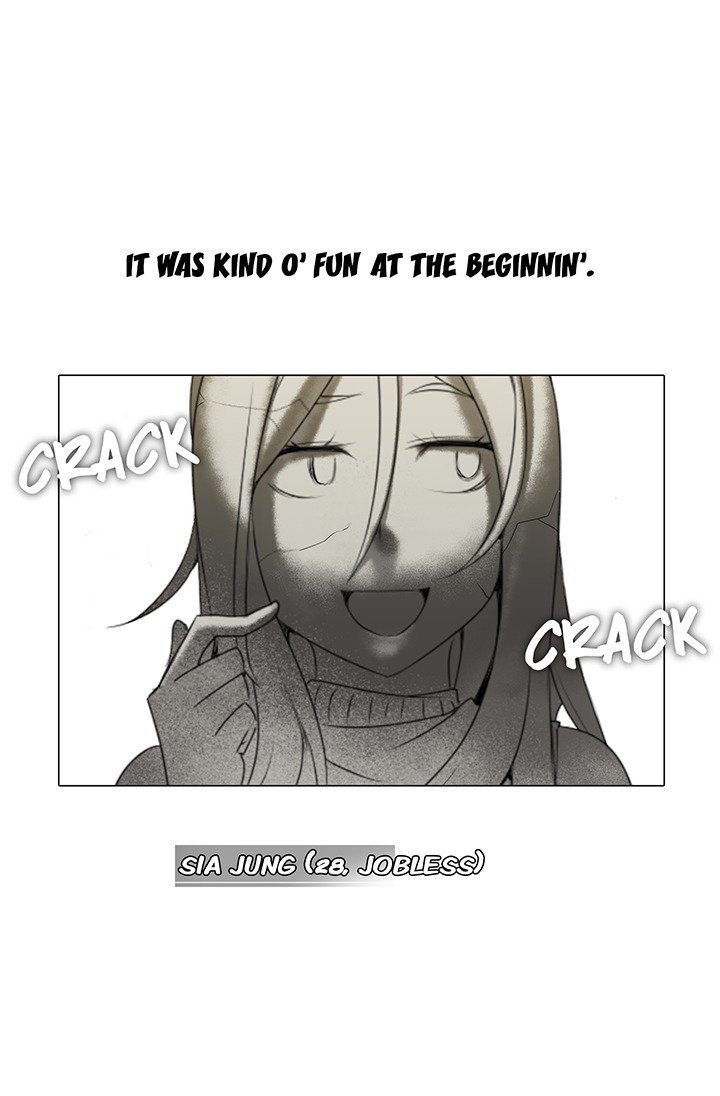 IT WAS KIND O' FUN AT THE BEGINNIN'.
CRACK
CRACK
SIA JUNG (28, JOBLESS)